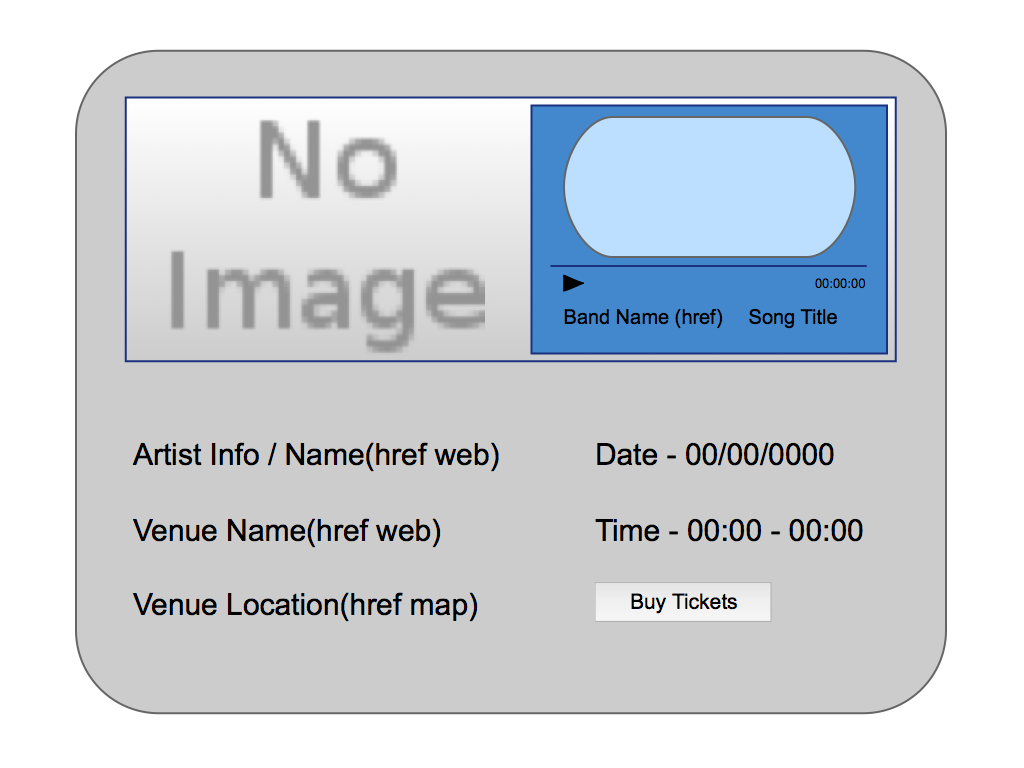 No
Image
00:00:00
Band Name (href) Song Title
Artist Info / Name(href web) Date - 00/00/0000
Venue Name(href web) Time - 00:00 - 00:00
Venue Location(href map) Buy Tickets